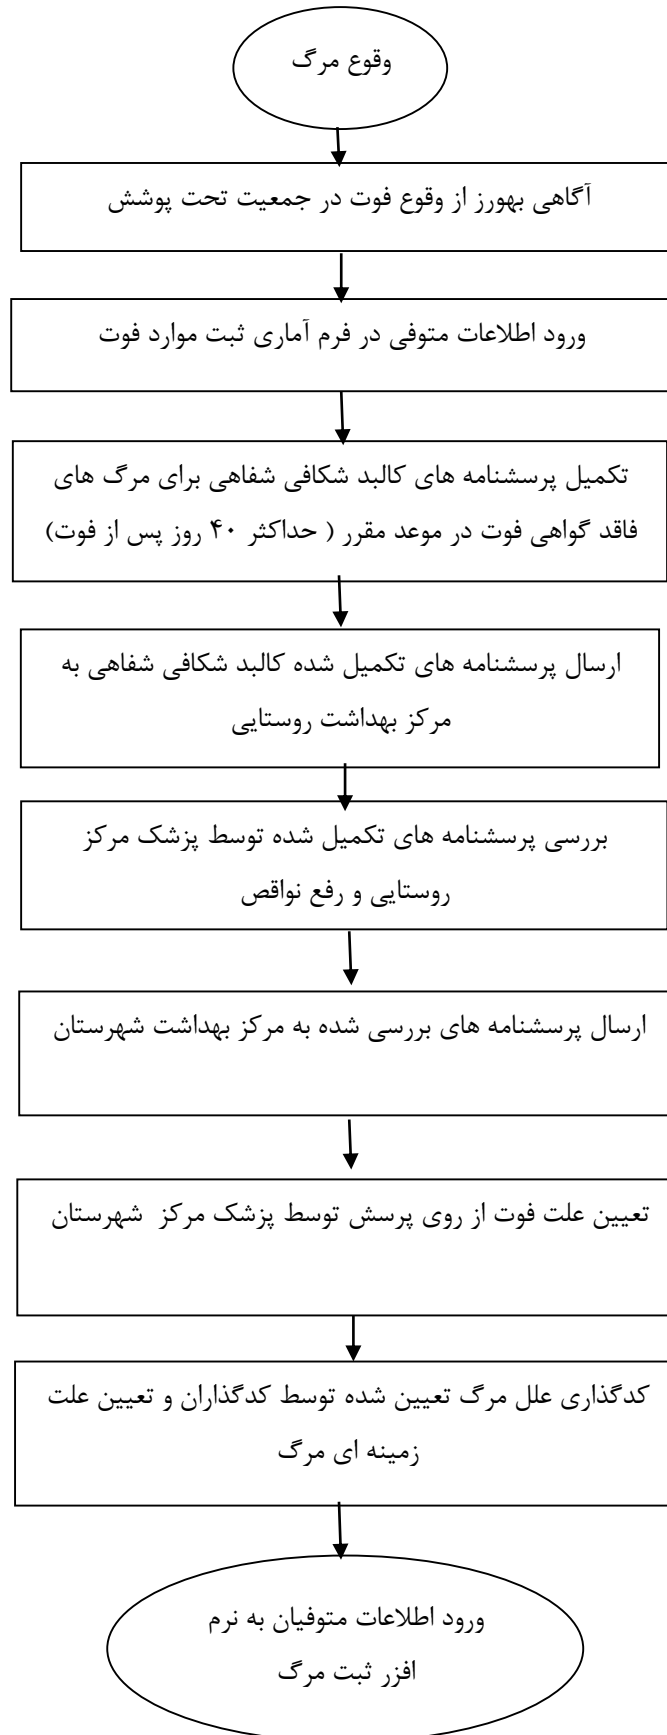 وقوع مرگ
آگاهی بهورز از وقوع فوت در جمعیت تحت پوشش
ورود اطلاعات متوفی در فرم آماری ثبت موارد فوت
تکمیل پرسشنامه های کالبد شکافی شفاهی برای مرگ های
فاقد گواهی فوت در موعد مقرر ( حداکثر ۴۰ روز پس از فوت)
ارسال پرسشنامه های تکمیل شده کالبد شکافی شفاهی به
مرکز بهداشت روستایی
بررسی پرسشنامه های تکمیل شده توسط پزشک مرکز
روستایی و رفع نواقص
ارسال پرسشنامه های بررسی شده به مرکز بهداشت شهرستان
تعیین علت فوت از روی پرسش توسط پزشک مرکز شهرستان
کدگذاری علل مرگ تعیین شده توسط کدگذاران و تعیین علت
زمینه ای مرگ
ورود اطلاعات متوفیان به نرم
افزر ثبت مرگ